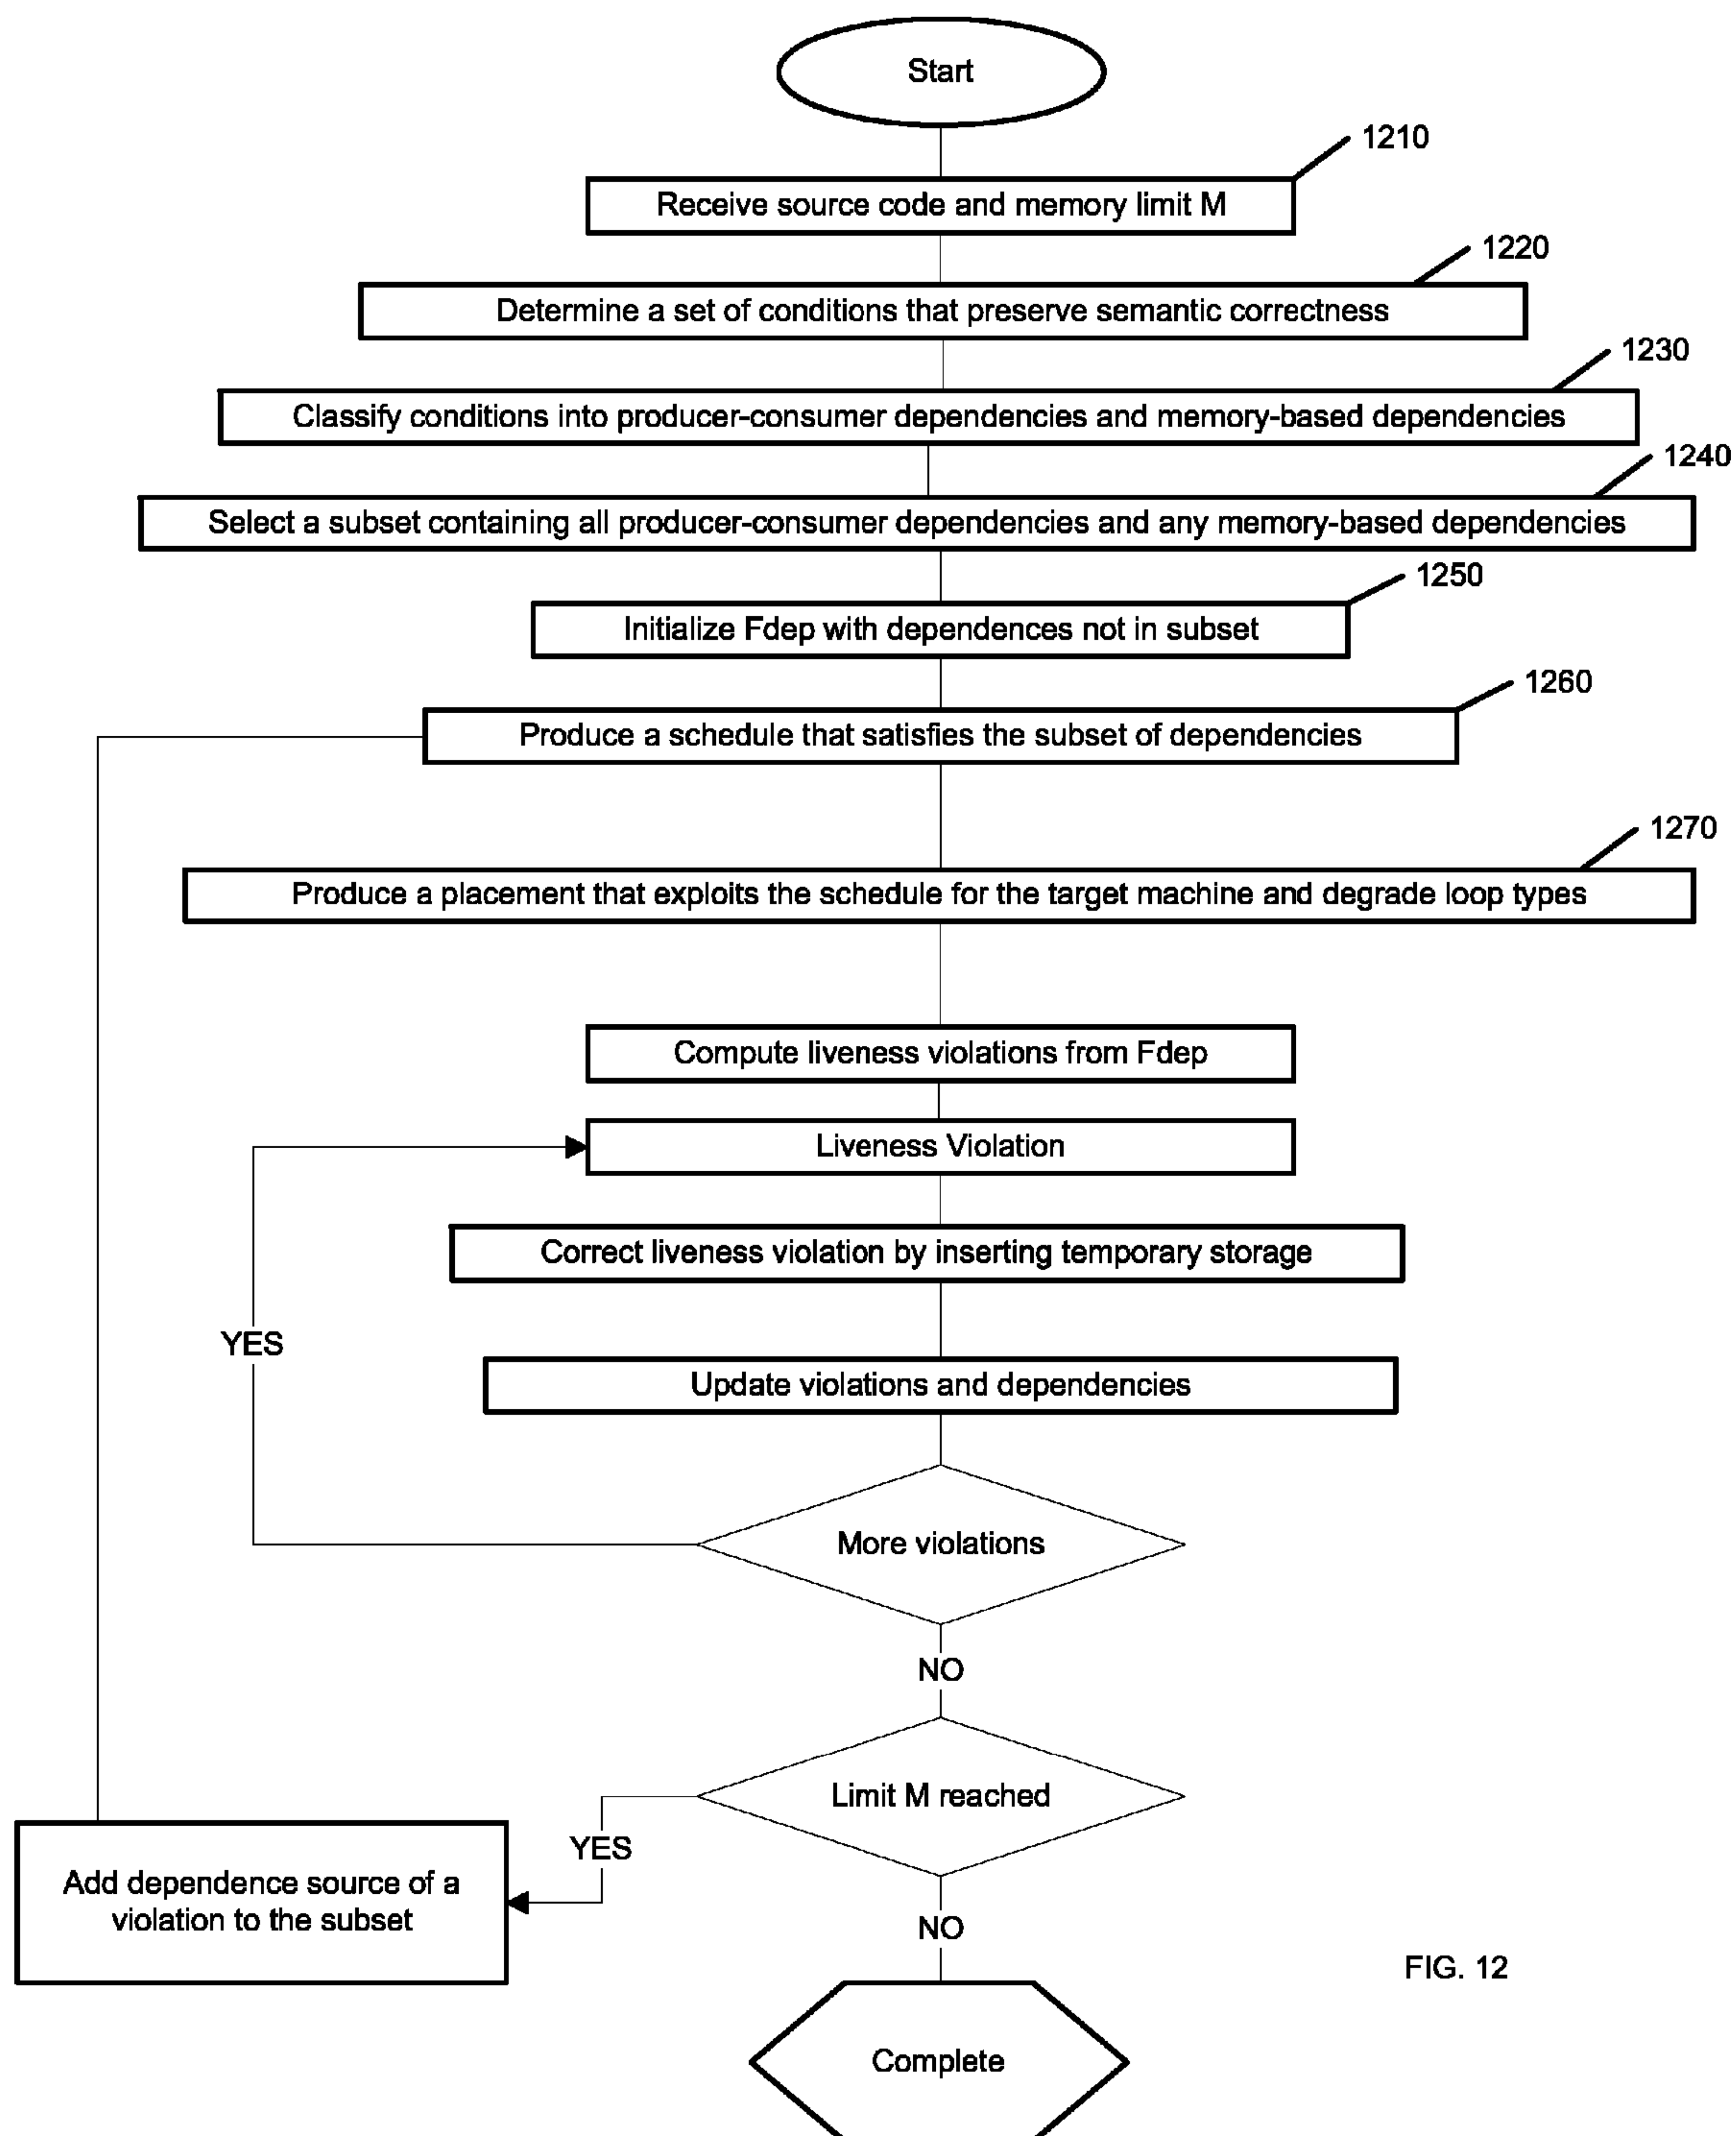 Start
1210
Receive source code and memory limit M
1220
Determine a set of conditions that preserve semantic correctness
1230
Classify conditions into producer-consumer dependencies and memory-based dependencies
1240
Select a subset containing all producer-consumer dependencies and any memory-based dependencies
1250
Initialize Fdep with dependences not in subset
1260
Produce a schedule that satisfies the subset of dependencies
1270
Produce a placement that exploits the schedule for the target machine and degrade loop types
Compute liveness violations from Fdep
Liveness Violation
Correct liveness violation by inserting temporary storage
YES
Update violations and dependencies
More violations
NO
Limit M reached
YES
Add dependence source of a
violation to the subset
NO
FIG. 12
Complete